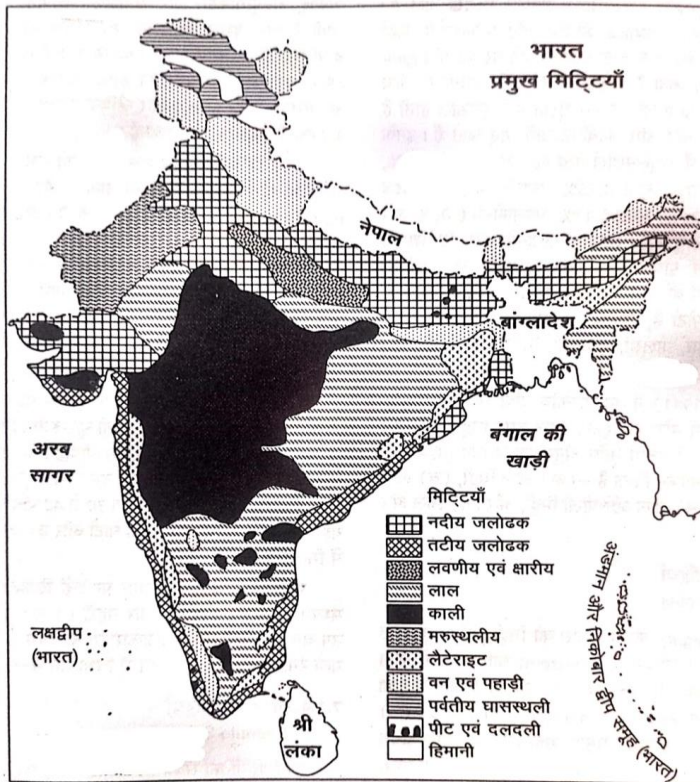 भारत
प्रमुख मिट्टियाँ
नेपाल
बांग्लादेश
अरब
सागर
बंगाल की
खाड़ी
मिट्टियाँ
नदीय जलोढक
तटीय जलोढक
लवणीय एवं क्षारीय
लाल
काली
मरुस्थलीय
लैटेराइट
वन एवं पहाड़ी
पर्वतीय घासस्थली
पीट एवं दलदली
हिमानी
लक्षद्वीप
(भारत)
श्री
लंका
अंडमान और निकोबार द्वीप समूह (भारत)